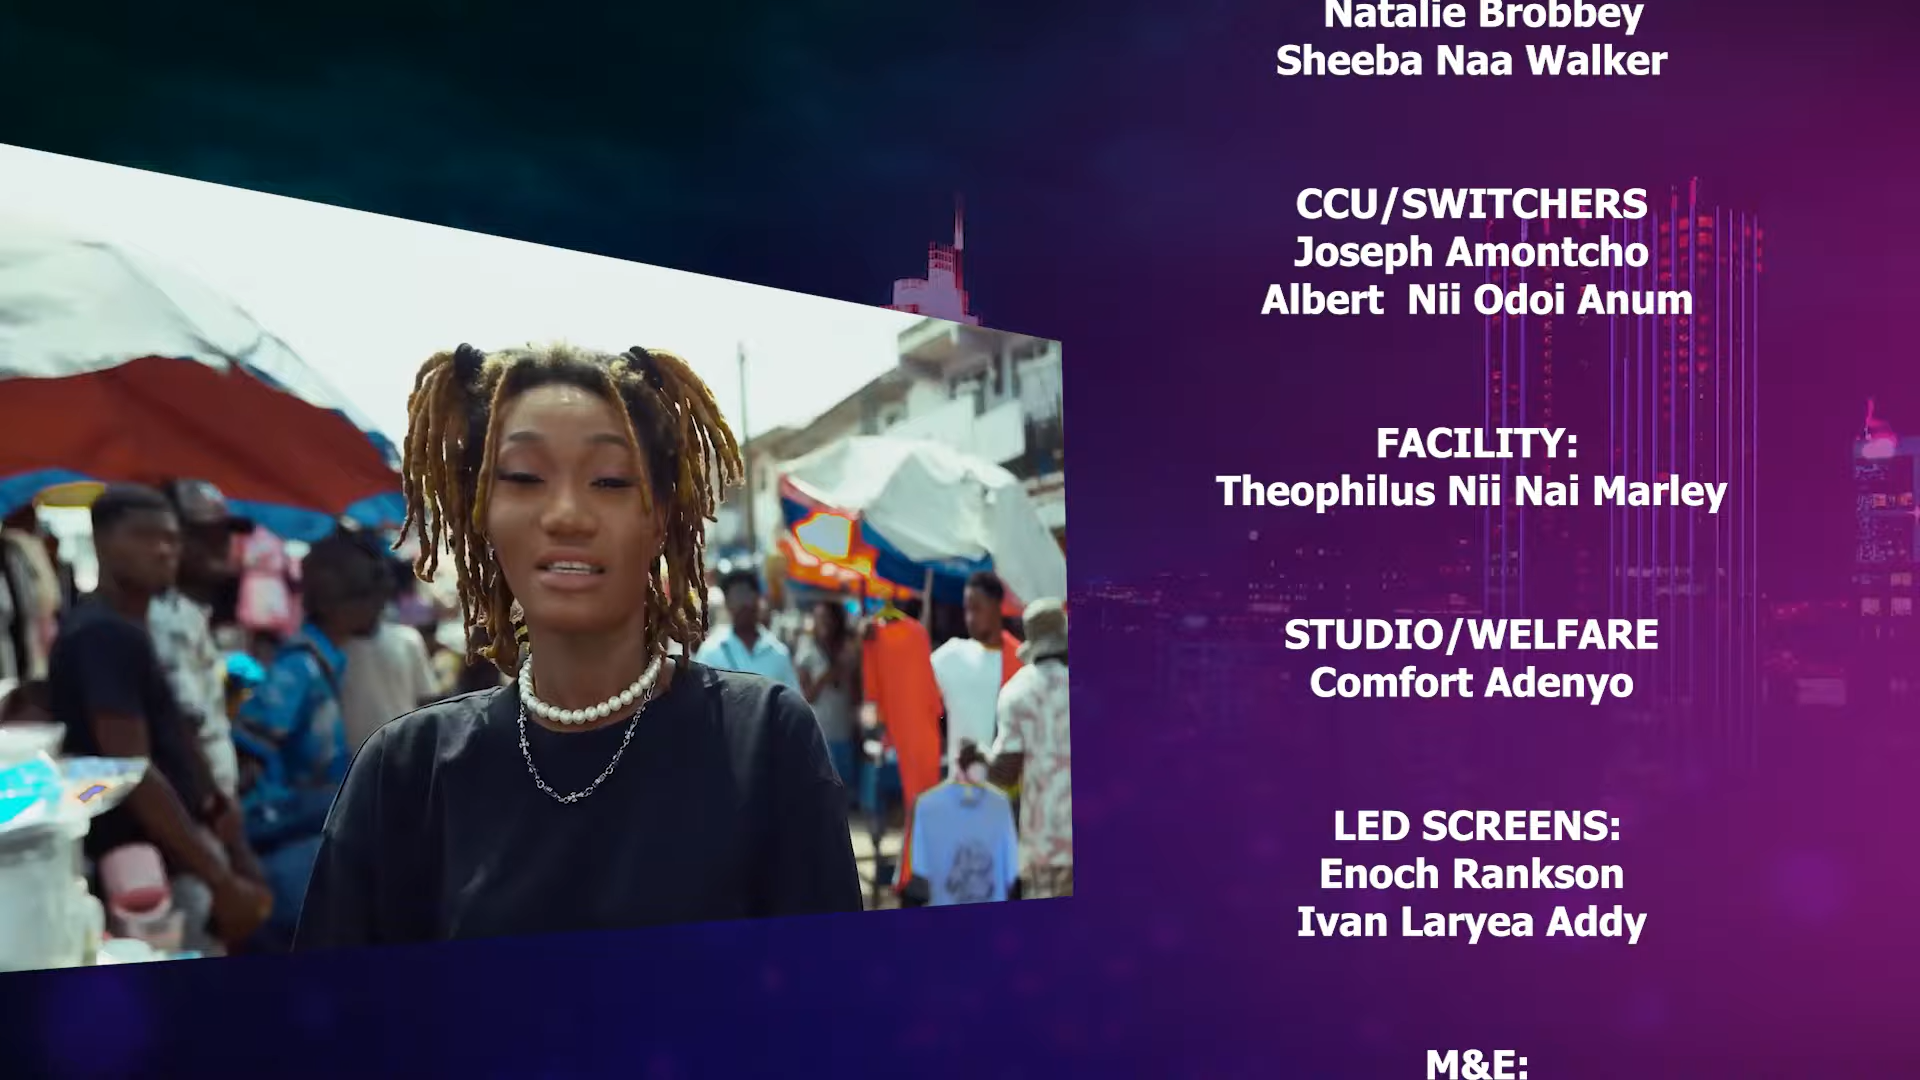 Natalie Brobbey
Sheeba Naa Walker
CCU/SWITCHERS
Joseph Amontcho
Albert  Nii Odoi Anum
FACILITY:
Theophilus Nii Nai Marley
STUDIO/WELFARE
Comfort Adenyo
LED SCREENS:
Enoch Rankson
Ivan Laryea Addy
M&E: